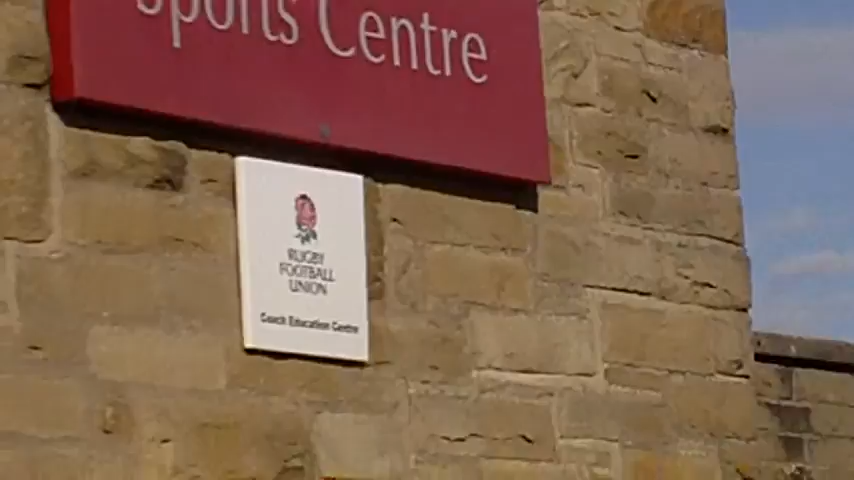 Sports Centre
RUGBY
FOOTBALL
UNION
Coach Education Centre